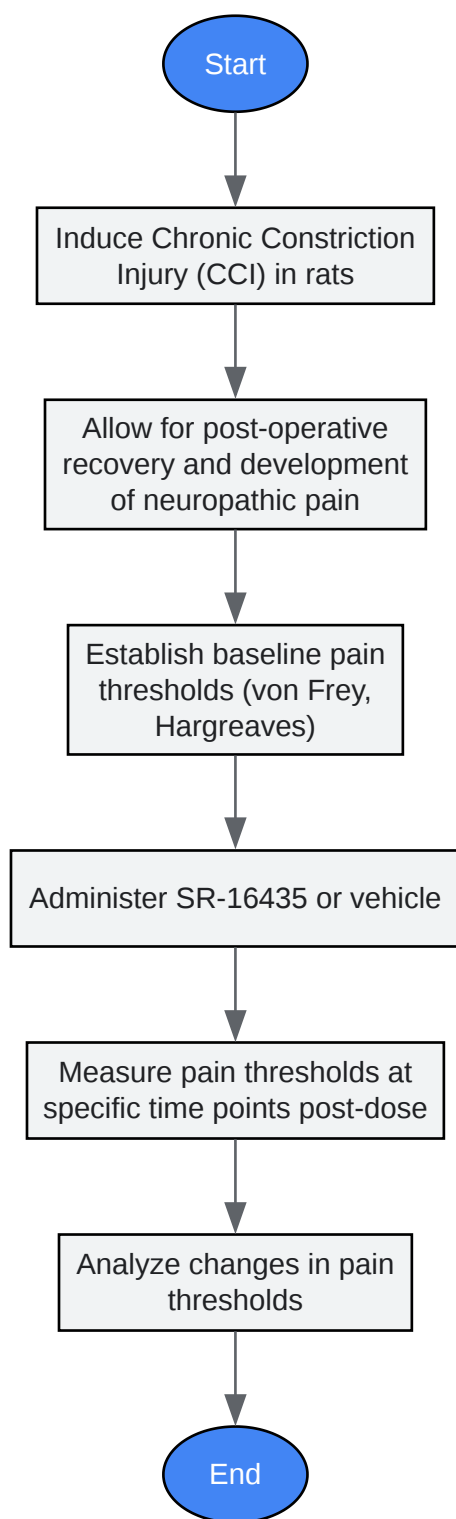 Start
Induce Chronic Constriction
Injury (CCI) in rats
Allow for post-operative
recovery and development
of neuropathic pain
Establish baseline pain
thresholds (von Frey,
Hargreaves)
Administer SR-16435 or vehicle
Measure pain thresholds at
specific time points post-dose
Analyze changes in pain
thresholds
End